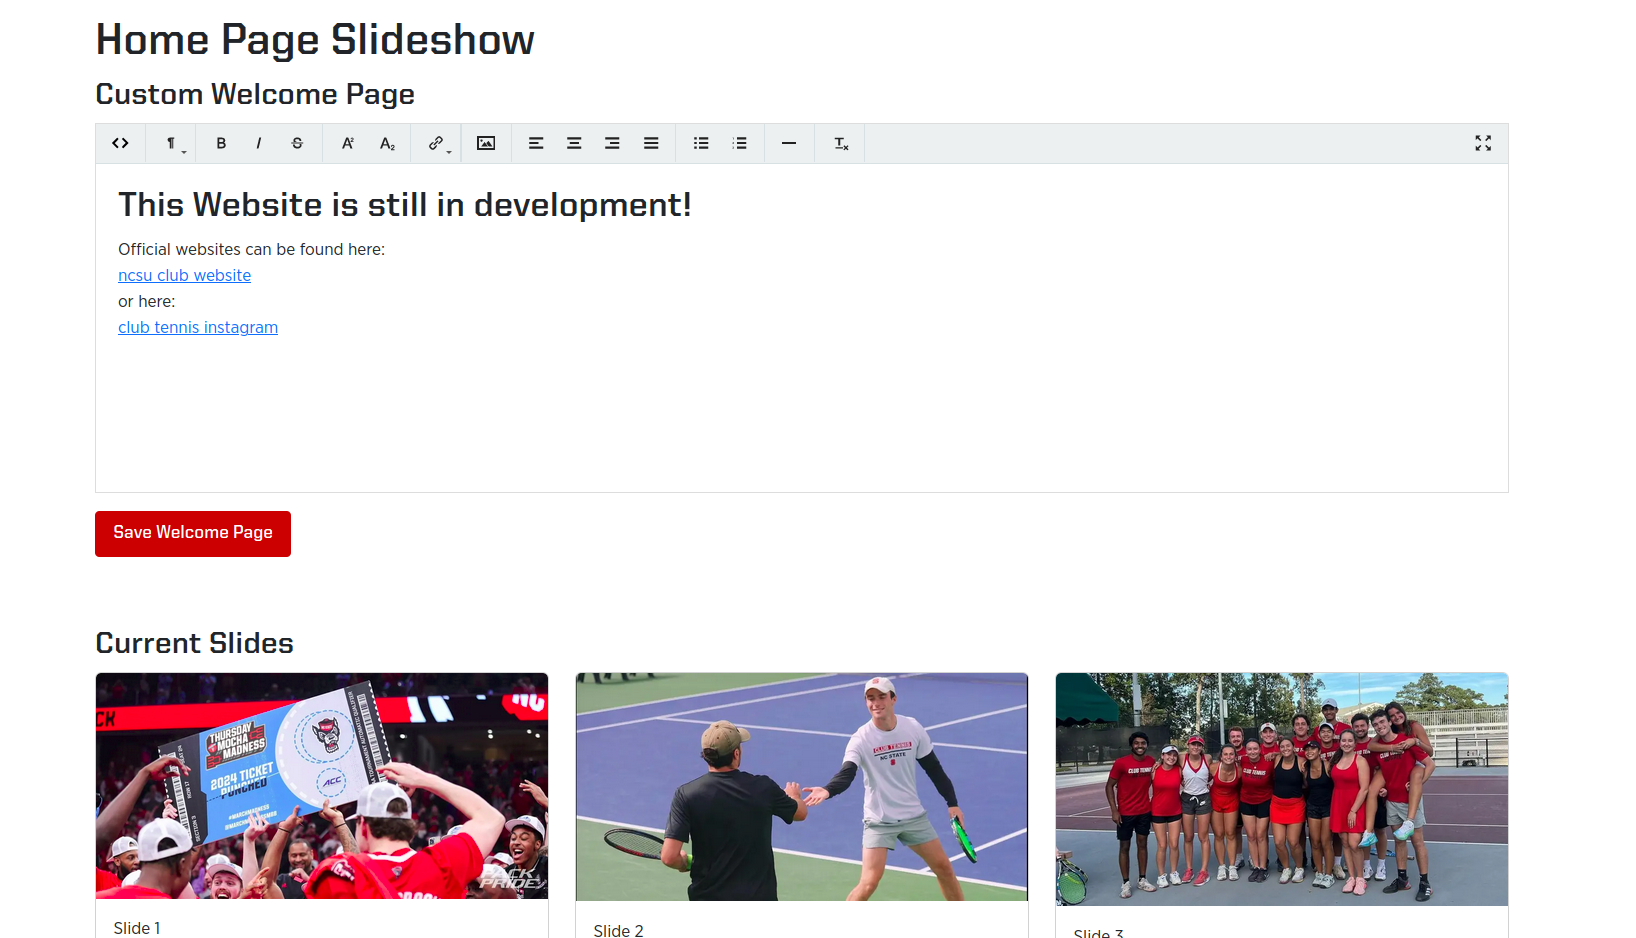 Home Page Slideshow
Custom Welcome Page
This Website is still in development!
Official websites can be found here:
ncsu club website
or here:
club tennis instagram
Save Welcome Page
Current Slides
THURSDAY
MOCHA
MADNESS
2024 TICKET
PUNCHED
ACC
PACK
PRIDE
CLUB TENNIS
NC STATE
CLUB TENNIS
Slide 1
Slide 2
Slide 3